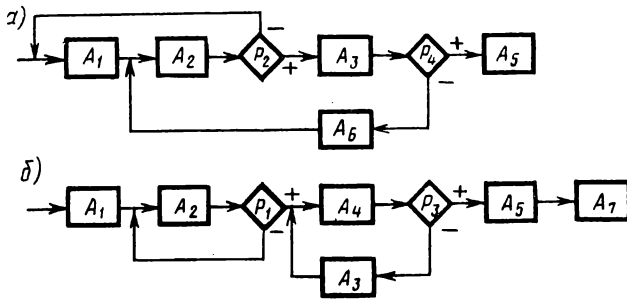 а)
A₁ A₂ P₂ − + A₃ P₄ + − A₅
A₆
б)
A₁ A₂ P₁ + − A₄ P₃ + − A₅ A₇
A₃